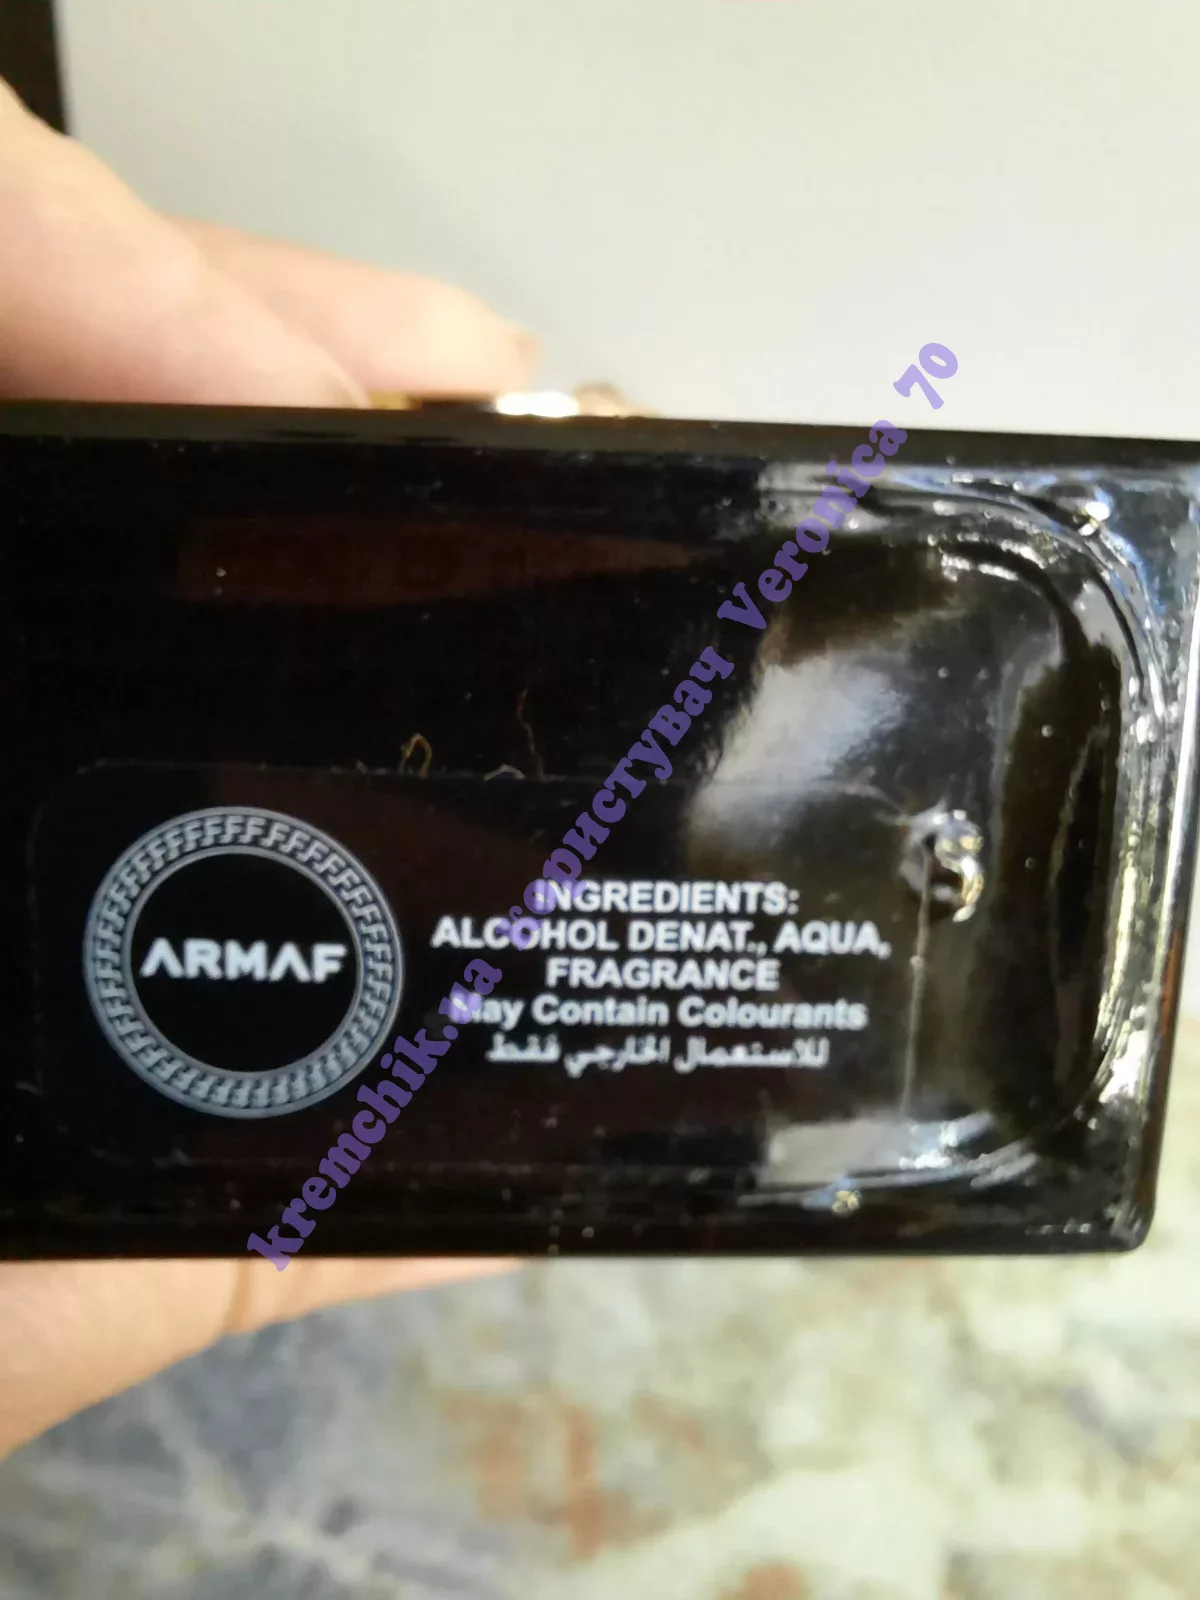 ARMAF
INGREDIENTS:
ALCOHOL DENAT., AQUA,
FRAGRANCE
May Contain Colourants
للاستعمال الخارجي فقط
kremchik.ua користувач Veronica 70